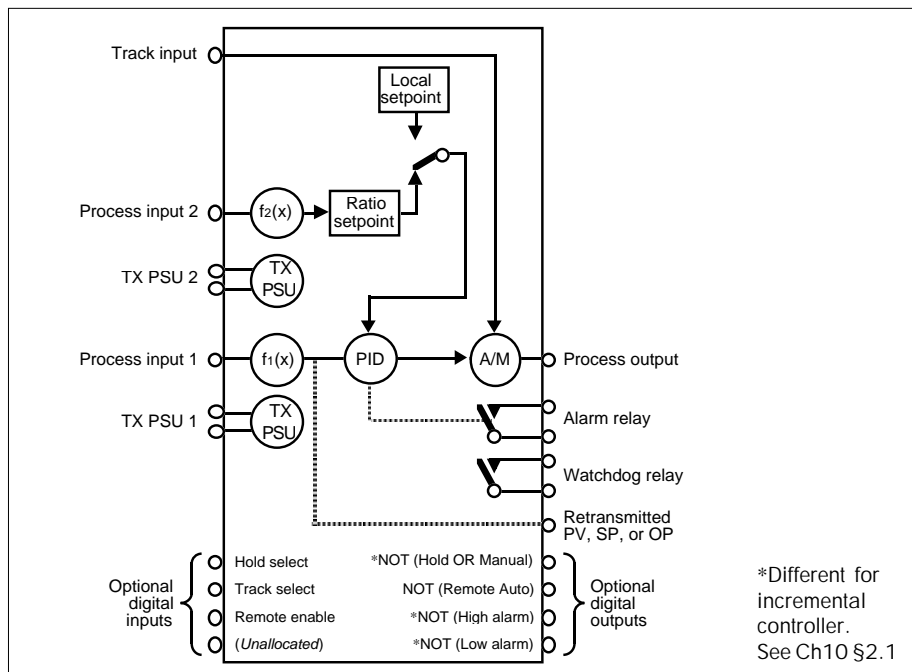 Track input
Local
setpoint
Process input 2
f2(x)
Ratio
setpoint
TX PSU 2
TX
PSU
Process input 1
f1(x)
PID
A/M
Process output
TX PSU 1
TX
PSU
Alarm relay
Watchdog relay
Retransmitted
PV, SP, or OP
Optional
digital
inputs
Hold select
Track select
Remote enable
(Unallocated)
*NOT (Hold OR Manual)
NOT (Remote Auto)
*NOT (High alarm)
*NOT (Low alarm)
Optional
digital
outputs
*Different for
incremental
controller.
See Ch10 §2.1